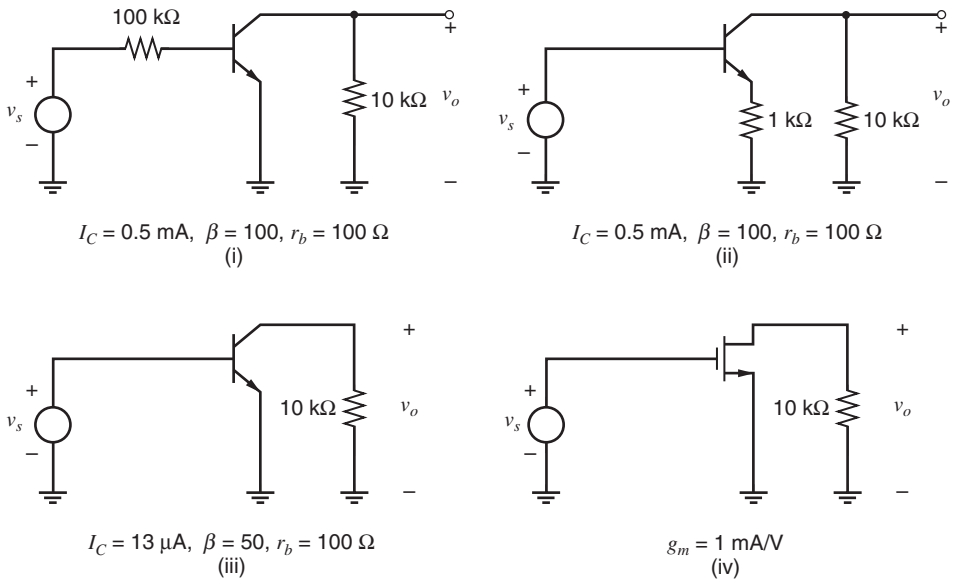 100 kΩ
+
v_s
–
10 kΩ
+
v_o
–
I_C = 0.5 mA, β = 100, r_b = 100 Ω
(i)
+
v_s
–
1 kΩ
10 kΩ
+
v_o
–
I_C = 0.5 mA, β = 100, r_b = 100 Ω
(ii)
+
v_s
–
10 kΩ
+
v_o
–
I_C = 13 μA, β = 50, r_b = 100 Ω
(iii)
+
v_s
–
10 kΩ
+
v_o
–
g_m = 1 mA/V
(iv)